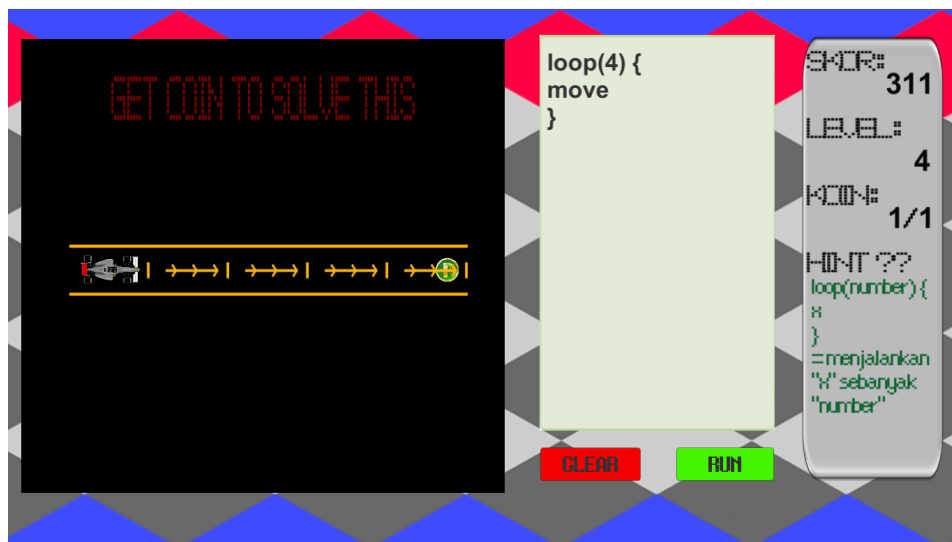 GET COIN TO SOLVE THIS
loop(4) {
move
}
CLEAR
RUN
SKOR:
311
LEVEL:
4
KOIN:
1/1
HINT ??
loop(number) {
x
}
=menjalankan
"x" sebanyak
"number"